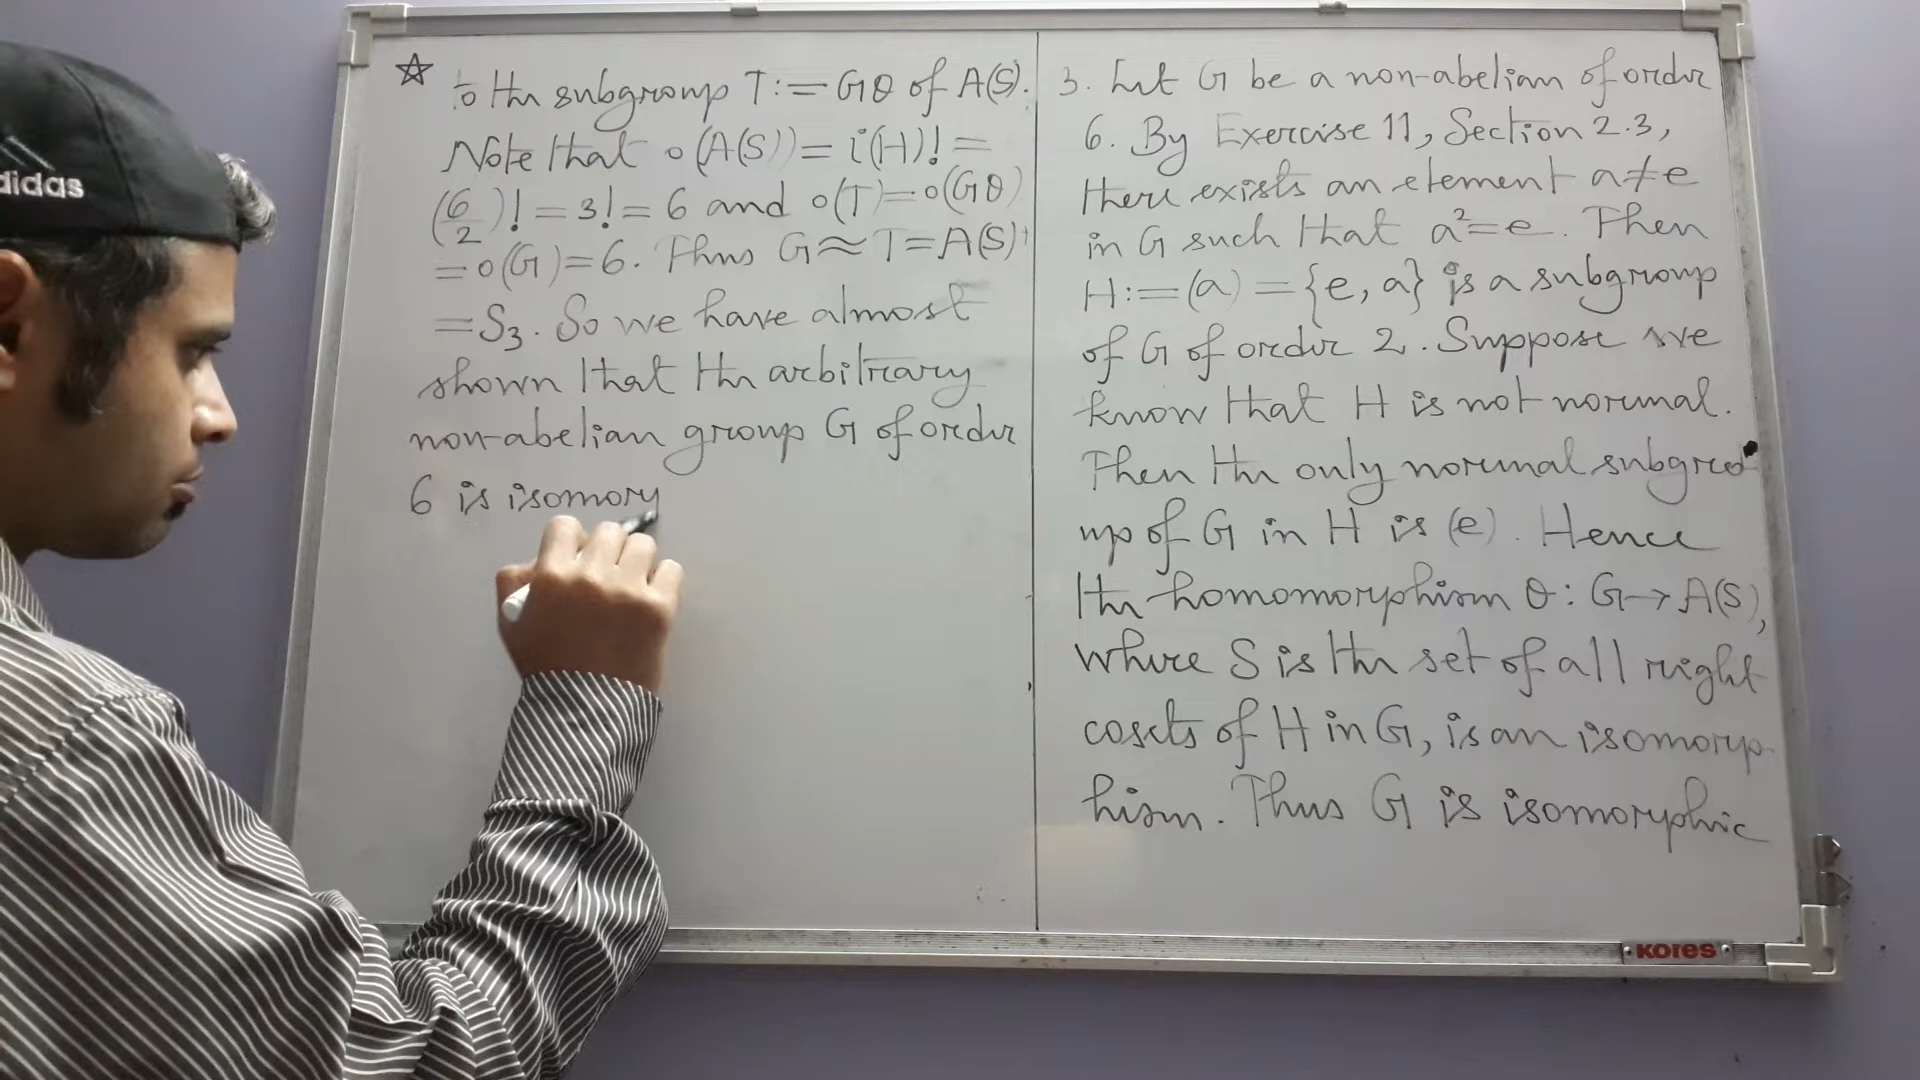 ☆ to the subgroup T:=Gθ of A(S).
Note that o(A(S))=i(H)!=
(6/2)!=3!=6 and o(T)=o(Gθ)
=o(G)=6. Thus G≈T=A(S)
=S₃. So we have almost
shown that the arbitrary
non-abelian group G of order
6 is isomorp
3. Let G be a non-abelian of order
6. By Exercise 11, Section 2.3,
there exists an element a≠e
in G such that a²=e. Then
H:=(a)={e, a} is a subgroup
of G of order 2. Suppose we
know that H is not normal.
Then the only normal subgro
up of G in H is (e). Hence
the homomorphism θ: G→A(S),
where S is the set of all right
cosets of H in G, is an isomorp-
hism. Thus G is isomorphic
adidas
KORES